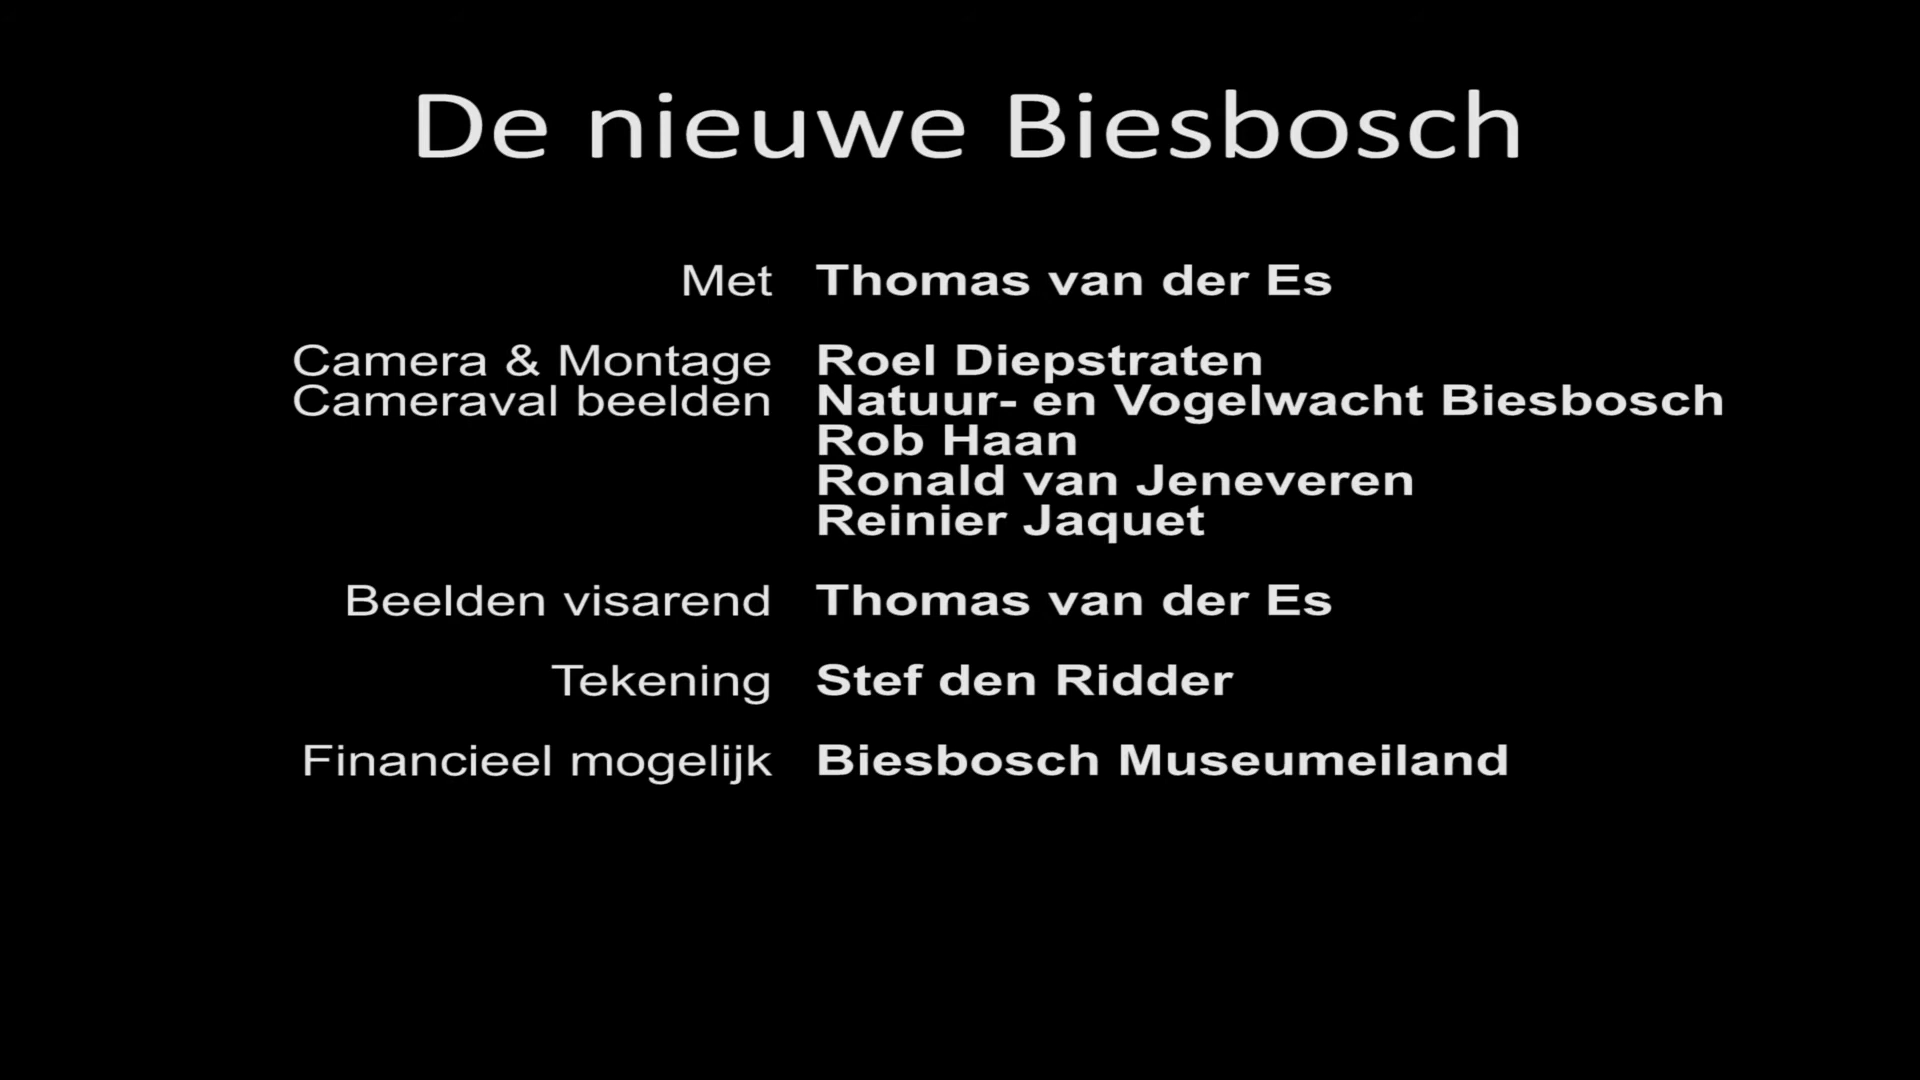 De nieuwe Biesbosch
Met Thomas van der Es
Camera & Montage Roel Diepstraten
Cameraval beelden Natuur- en Vogelwacht Biesbosch
Rob Haan
Ronald van Jeneveren
Reinier Jaquet
Beelden visarend Thomas van der Es
Tekening Stef den Ridder
Financieel mogelijk Biesbosch Museumeiland